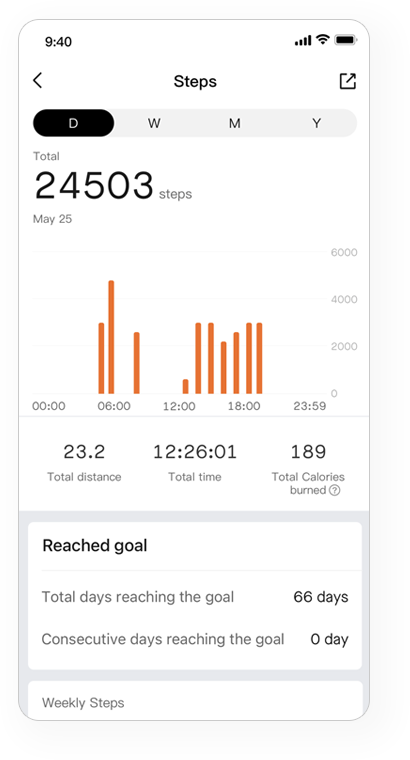 9:40
Steps
D W M Y
Total
24503 steps
May 25
6000
4000
2000
0
00:00 06:00 12:00 18:00 23:59
23.2 12:26:01 189
Total distance Total time Total Calories
burned ?
Reached goal
Total days reaching the goal 66 days
Consecutive days reaching the goal 0 day
Weekly Steps